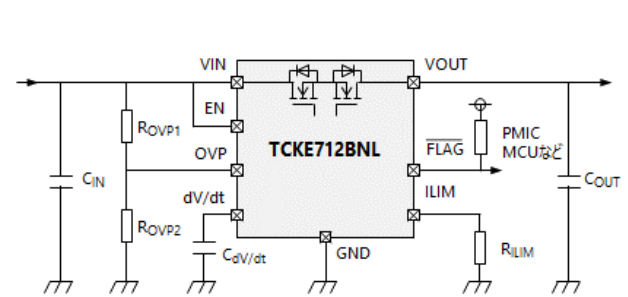 VIN
VOUT
EN
ROVP1
TCKE712BNL
FLAG
PMIC
MCUなど
OVP
CIN
ILIM
COUT
dV/dt
ROVP2
CdV/dt
GND
RILIM